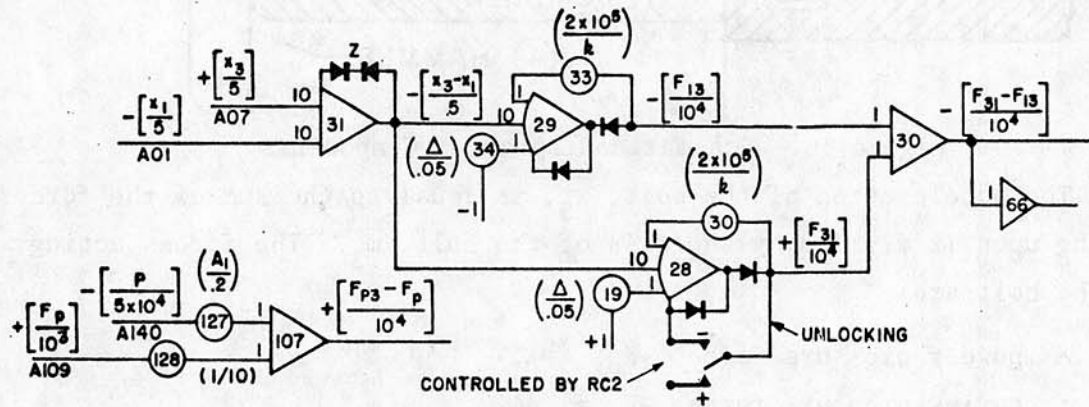 Z
+[x3/5]
A07
10
-[x1/5]
A01
10
31
-[x3-x1/.5]
(2x10^5/k)
33
1
10
29
1
(Δ/.05)
34
-1
-[F13/10^4]
1
30
1
-[F31-F13/10^4]
1
66
(2x10^5/k)
30
1
10
28
1
(Δ/.05)
19
+1
+[F31/10^4]
UNLOCKING
-
+
CONTROLLED BY RC2
-[P/5x10^4]
A140
(A1/.2)
127
1
+[Fp/10^3]
A109
128
(1/10)
1
107
+[Fp3-Fp/10^4]